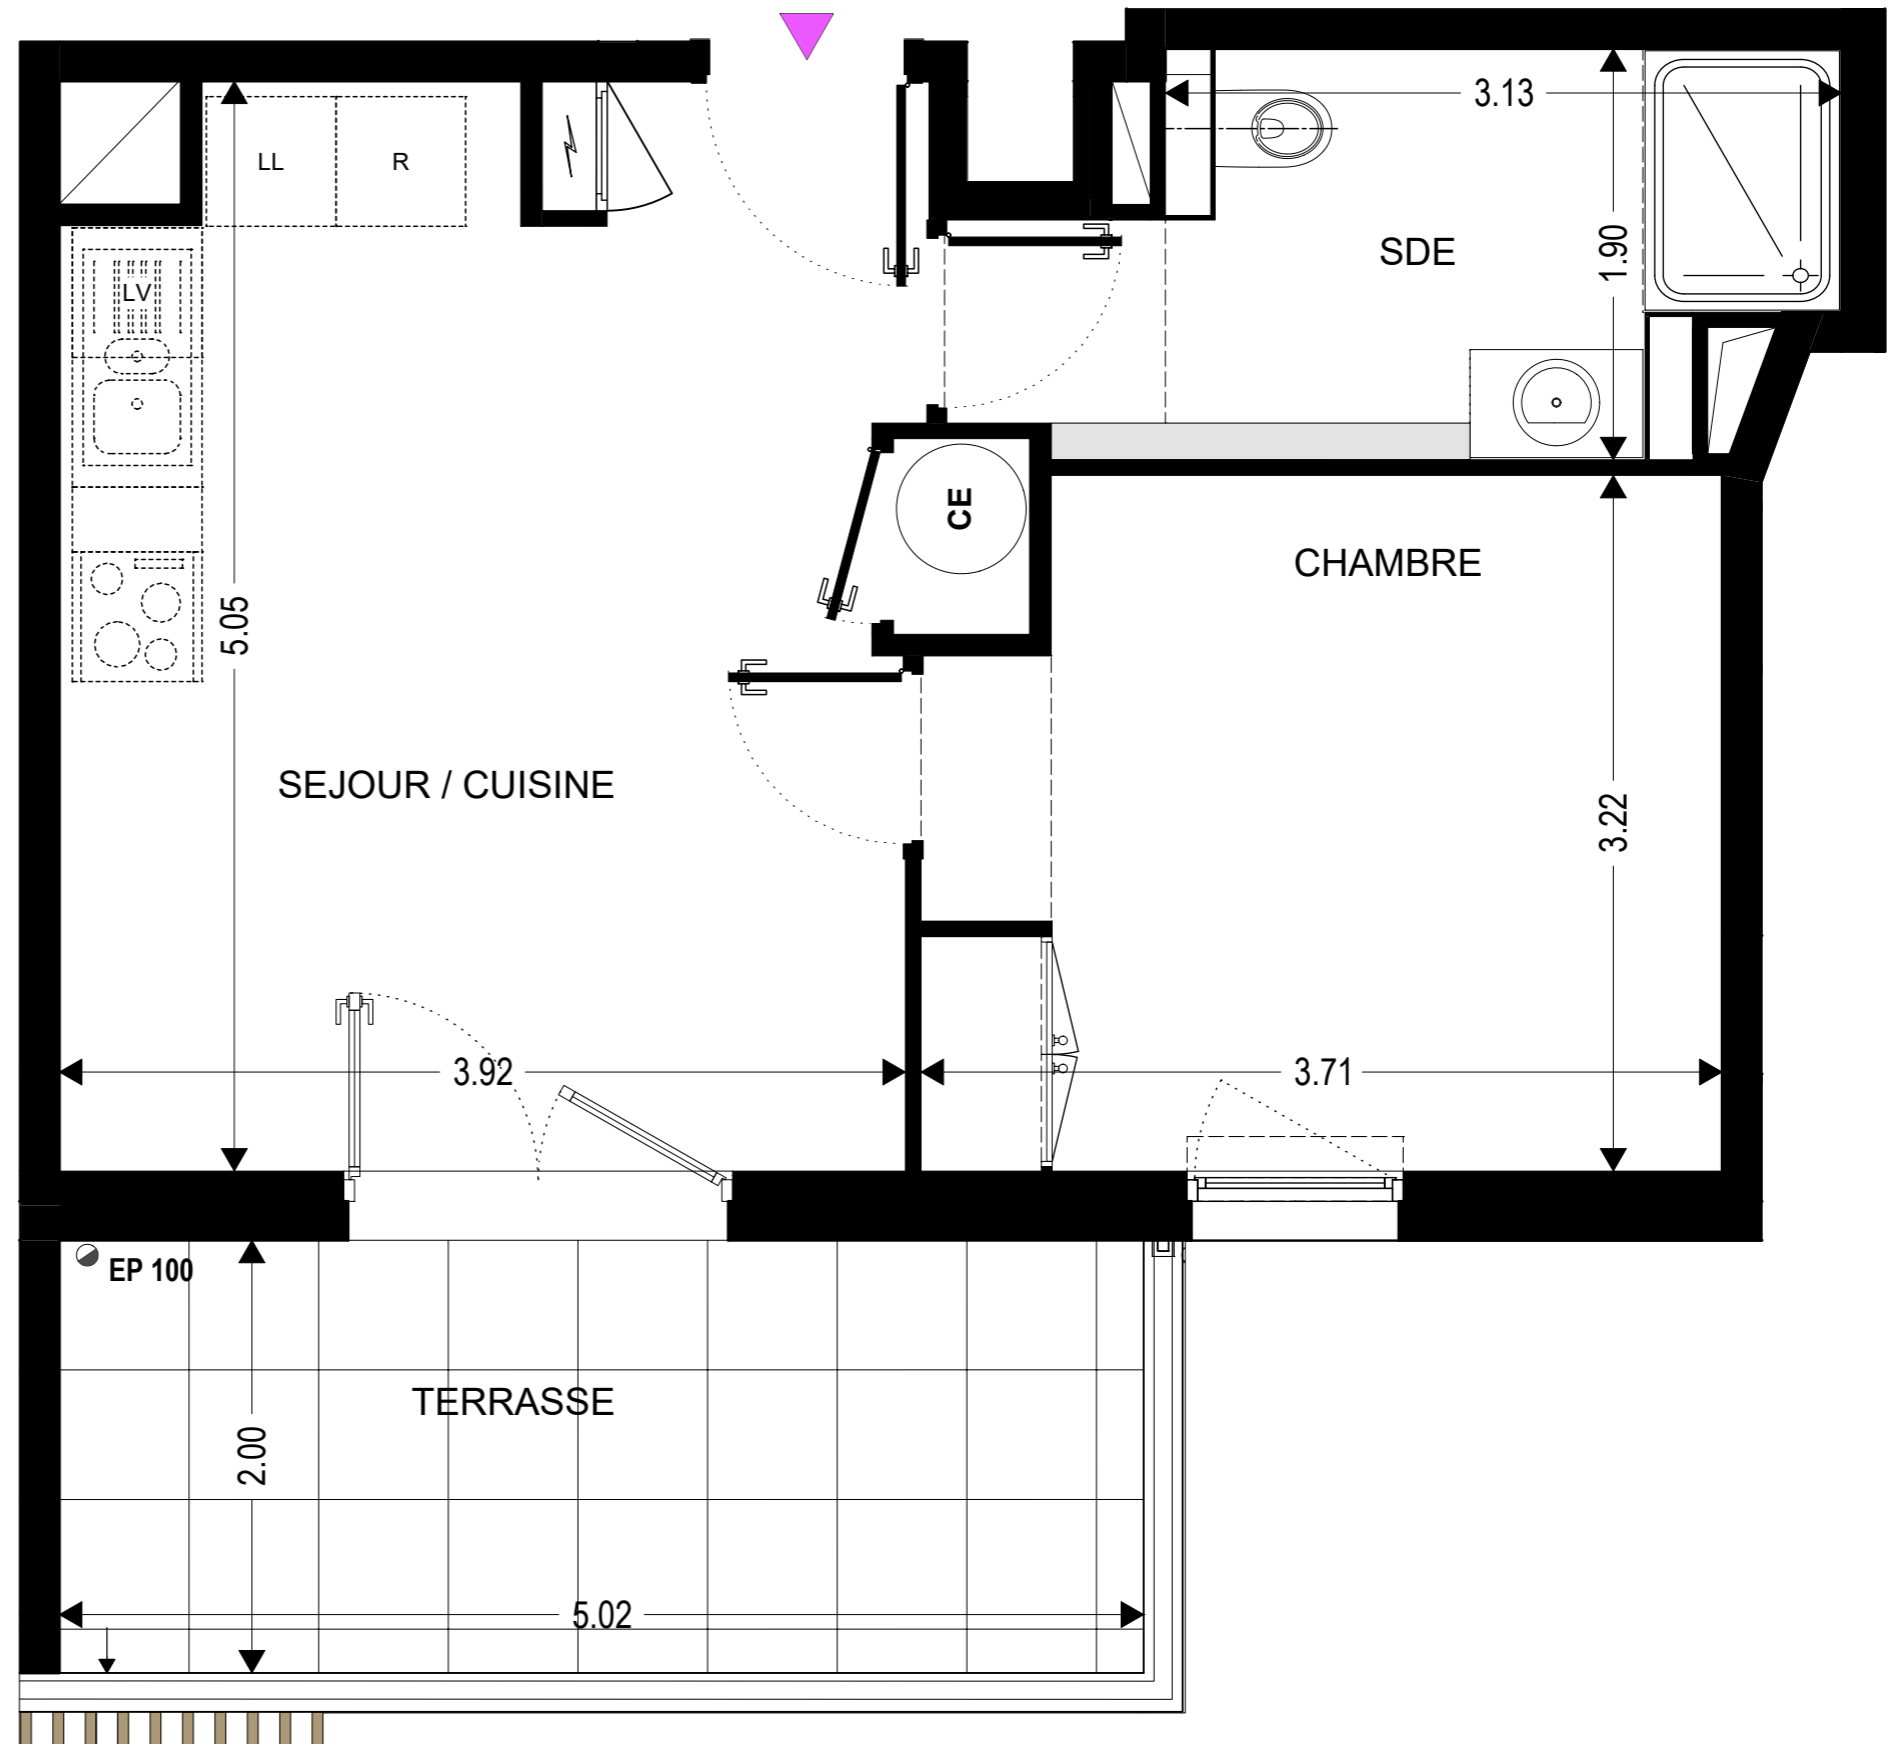 3.13
LL
R
SDE
1.90
LV
CE
CHAMBRE
5.05
SEJOUR / CUISINE
3.22
3.92
3.71
EP 100
TERRASSE
2.00
5.02